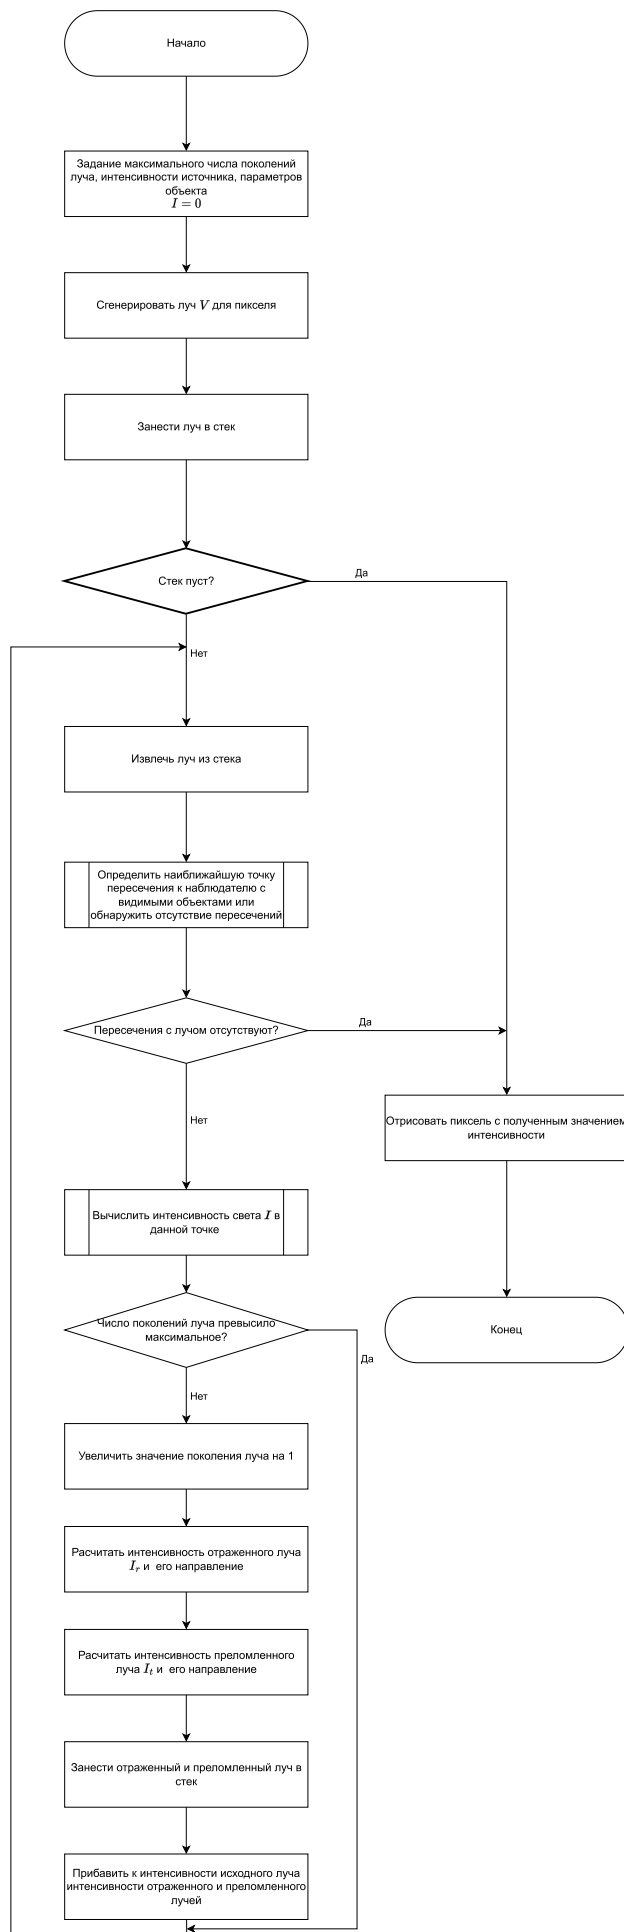 Начало
Задание максимального числа поколений
луча, интенсивности источника, параметров
объекта
I = 0
Сгенерировать луч V для пикселя
Занести луч в стек
Стек пуст?
Да
Нет
Извлечь луч из стека
Определить наиближайшую точку
пересечения к наблюдателю с
видимыми объектами или
обнаружить отсутствие пересечений
Пересечения с лучом отсутствуют?
Да
Нет
Отрисовать пиксель с полученным значением
интенсивности
Вычислить интенсивность света I в
данной точке
Число поколений луча превысило
максимальное?
Да
Нет
Конец
Увеличить значение поколения луча на 1
Расчитать интенсивность отраженного луча
I_r и его направление
Расчитать интенсивность преломленного
луча I_t и его направление
Занести отраженный и преломленный луч в
стек
Прибавить к интенсивности исходного луча
интенсивности отраженного и преломленного
лучей